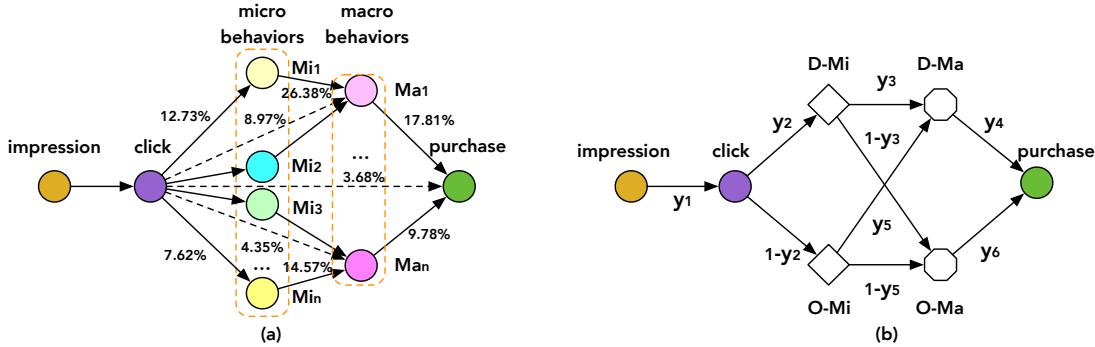 micro
behaviors
macro
behaviors
Mi1
26.38%
Ma1
12.73%
8.97%
17.81%
impression
click
Mi2
...
purchase
3.68%
Mi3
7.62%
4.35%
...
14.57%
9.78%
Man
Min
(a)
D-Mi
D-Ma
y3
y2
1-y3
y4
impression
click
purchase
y1
y5
1-y2
y6
1-y5
O-Mi
O-Ma
(b)